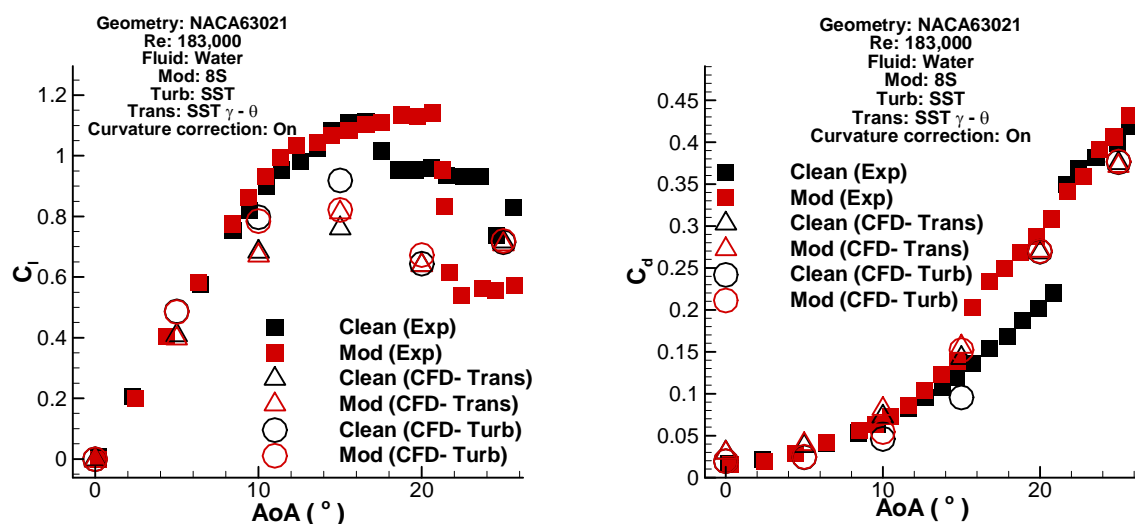 Geometry: NACA63021
Re: 183,000
Fluid: Water
Mod: 8S
Turb: SST
Trans: SST γ - θ
Curvature correction: On
1.2
1
0.8
0.6
0.4
0.2
0
Cl
Clean (Exp)
Mod (Exp)
Clean (CFD- Trans)
Mod (CFD- Trans)
Clean (CFD- Turb)
Mod (CFD- Turb)
0 10 20
AoA ( ° )
Geometry: NACA63021
Re: 183,000
Fluid: Water
Mod: 8S
Turb: SST
Trans: SST γ - θ
Curvature correction: On
0.45
0.4
0.35
0.3
0.25
0.2
0.15
0.1
0.05
0
Cd
Clean (Exp)
Mod (Exp)
Clean (CFD- Trans)
Mod (CFD- Trans)
Clean (CFD- Turb)
Mod (CFD- Turb)
0 10 20
AoA ( ° )